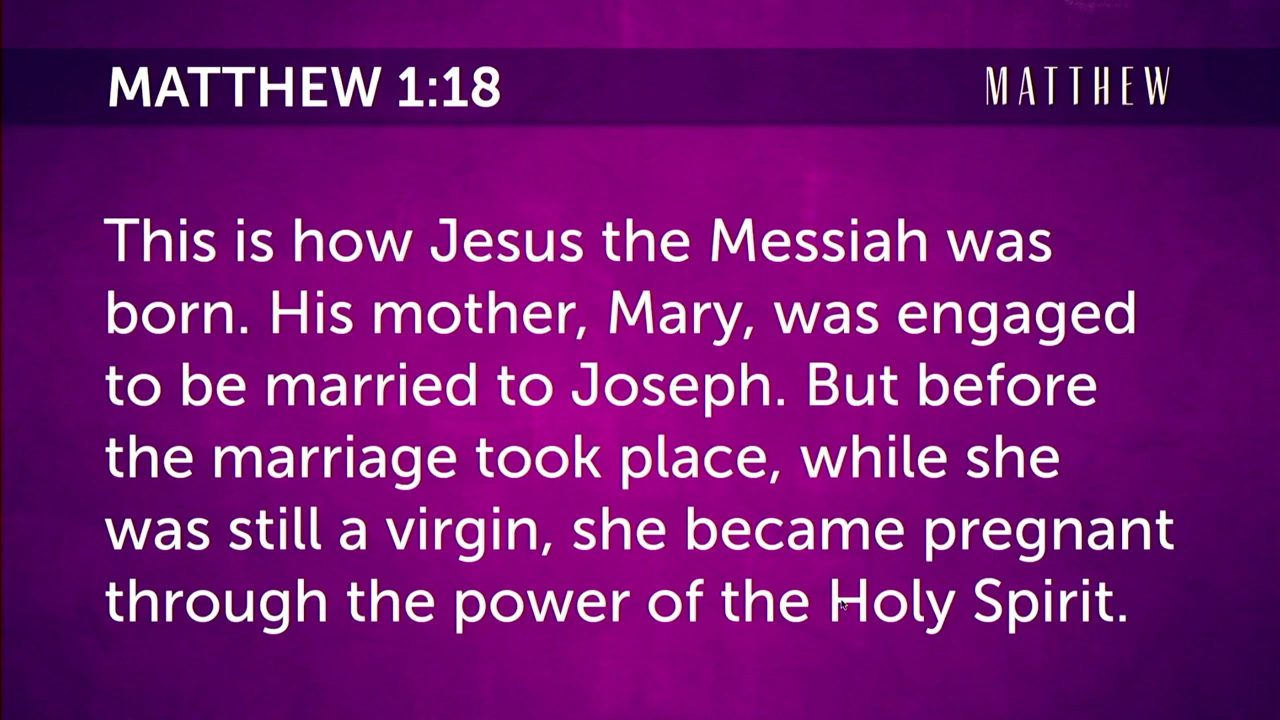 MATTHEW 1:18
MATTHEW
This is how Jesus the Messiah was
born. His mother, Mary, was engaged
to be married to Joseph. But before
the marriage took place, while she
was still a virgin, she became pregnant
through the power of the Holy Spirit.